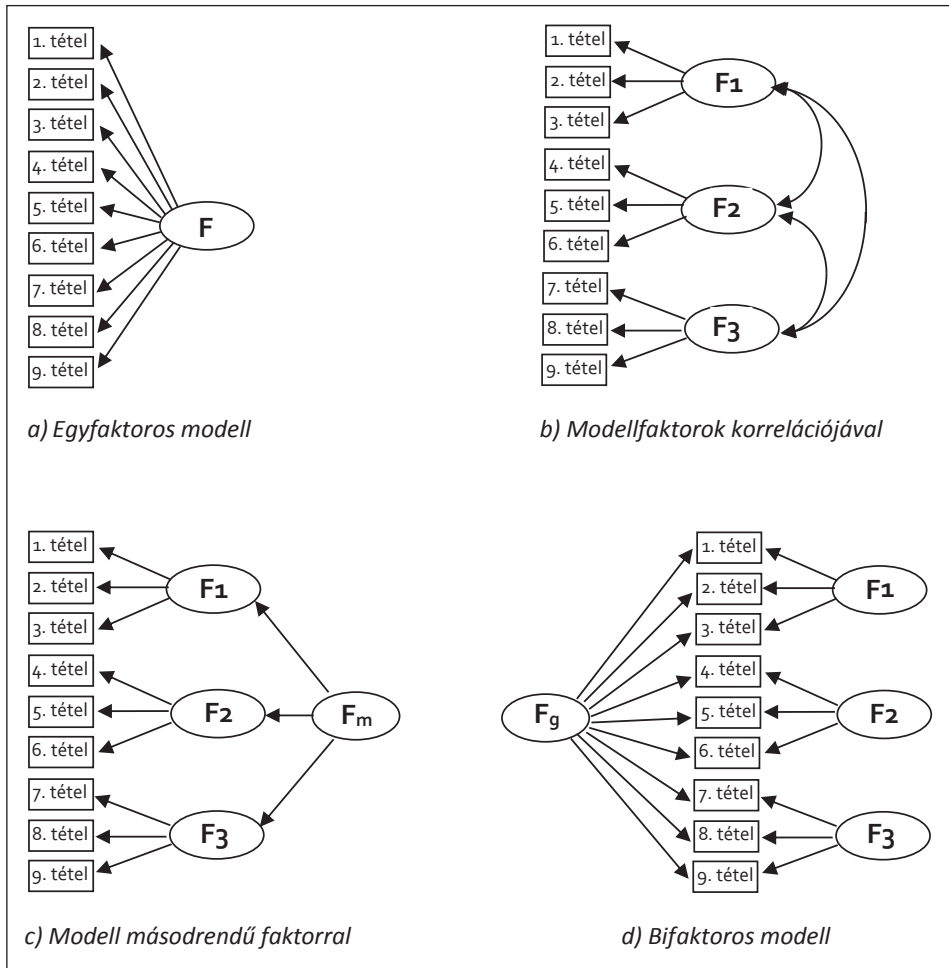 1. tétel
2. tétel
3. tétel
4. tétel
5. tétel
6. tétel
7. tétel
8. tétel
9. tétel
F
a) Egyfaktoros modell
1. tétel
2. tétel
3. tétel
4. tétel
5. tétel
6. tétel
7. tétel
8. tétel
9. tétel
F1
F2
F3
b) Modellfaktorok korrelációjával
1. tétel
2. tétel
3. tétel
4. tétel
5. tétel
6. tétel
7. tétel
8. tétel
9. tétel
F1
F2
F3
Fm
c) Modell másodrendű faktorral
Fg
1. tétel
2. tétel
3. tétel
4. tétel
5. tétel
6. tétel
7. tétel
8. tétel
9. tétel
F1
F2
F3
d) Bifaktoros modell